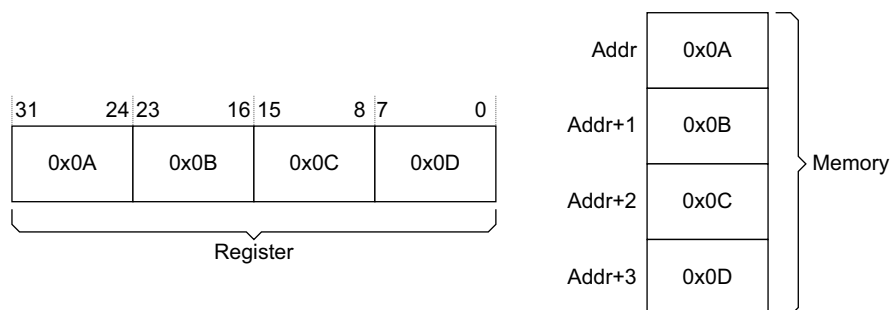 31 24 23 16 15 8 7 0
0x0A 0x0B 0x0C 0x0D
Register
Addr 0x0A
Addr+1 0x0B
Addr+2 0x0C
Addr+3 0x0D
Memory